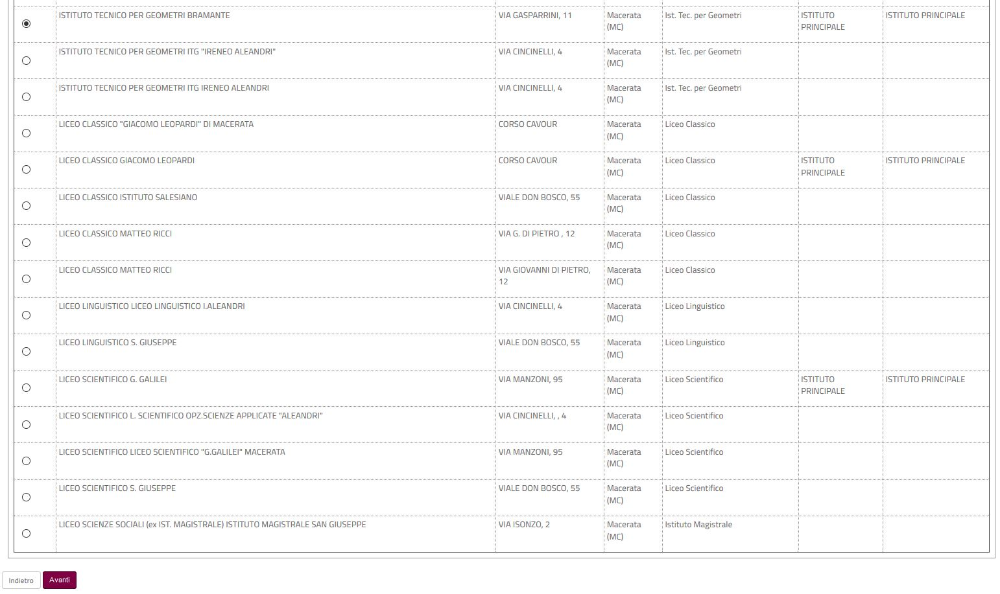 ISTITUTO TECNICO PER GEOMETRI BRAMANTE VIA GASPARRINI, 11 Macerata (MC) Ist. Tec. per Geometri ISTITUTO PRINCIPALE ISTITUTO PRINCIPALE
ISTITUTO TECNICO PER GEOMETRI ITG "IRENEO ALEANDRI" VIA CINCINELLI, 4 Macerata (MC) Ist. Tec. per Geometri
ISTITUTO TECNICO PER GEOMETRI ITG IRENEO ALEANDRI VIA CINCINELLI, 4 Macerata (MC) Ist. Tec. per Geometri
LICEO CLASSICO "GIACOMO LEOPARDI" DI MACERATA CORSO CAVOUR Macerata (MC) Liceo Classico
LICEO CLASSICO GIACOMO LEOPARDI CORSO CAVOUR Macerata (MC) Liceo Classico ISTITUTO PRINCIPALE ISTITUTO PRINCIPALE
LICEO CLASSICO ISTITUTO SALESIANO VIALE DON BOSCO, 55 Macerata (MC) Liceo Classico
LICEO CLASSICO MATTEO RICCI VIA G. DI PIETRO , 12 Macerata (MC) Liceo Classico
LICEO CLASSICO MATTEO RICCI VIA GIOVANNI DI PIETRO, 12 Macerata (MC) Liceo Classico
LICEO LINGUISTICO LICEO LINGUISTICO I.ALEANDRI VIA CINCINELLI, 4 Macerata (MC) Liceo Linguistico
LICEO LINGUISTICO S. GIUSEPPE VIALE DON BOSCO, 55 Macerata (MC) Liceo Linguistico
LICEO SCIENTIFICO G. GALILEI VIA MANZONI, 95 Macerata (MC) Liceo Scientifico ISTITUTO PRINCIPALE ISTITUTO PRINCIPALE
LICEO SCIENTIFICO L. SCIENTIFICO OPZ.SCIENZE APPLICATE "ALEANDRI" VIA CINCINELLI, , 4 Macerata (MC) Liceo Scientifico
LICEO SCIENTIFICO LICEO SCIENTIFICO "G.GALILEI" MACERATA VIA MANZONI, 95 Macerata (MC) Liceo Scientifico
LICEO SCIENTIFICO S. GIUSEPPE VIALE DON BOSCO, 55 Macerata (MC) Liceo Scientifico
LICEO SCIENZE SOCIALI (ex IST. MAGISTRALE) ISTITUTO MAGISTRALE SAN GIUSEPPE VIA ISONZO, 2 Macerata (MC) Istituto Magistrale
Indietro Avanti